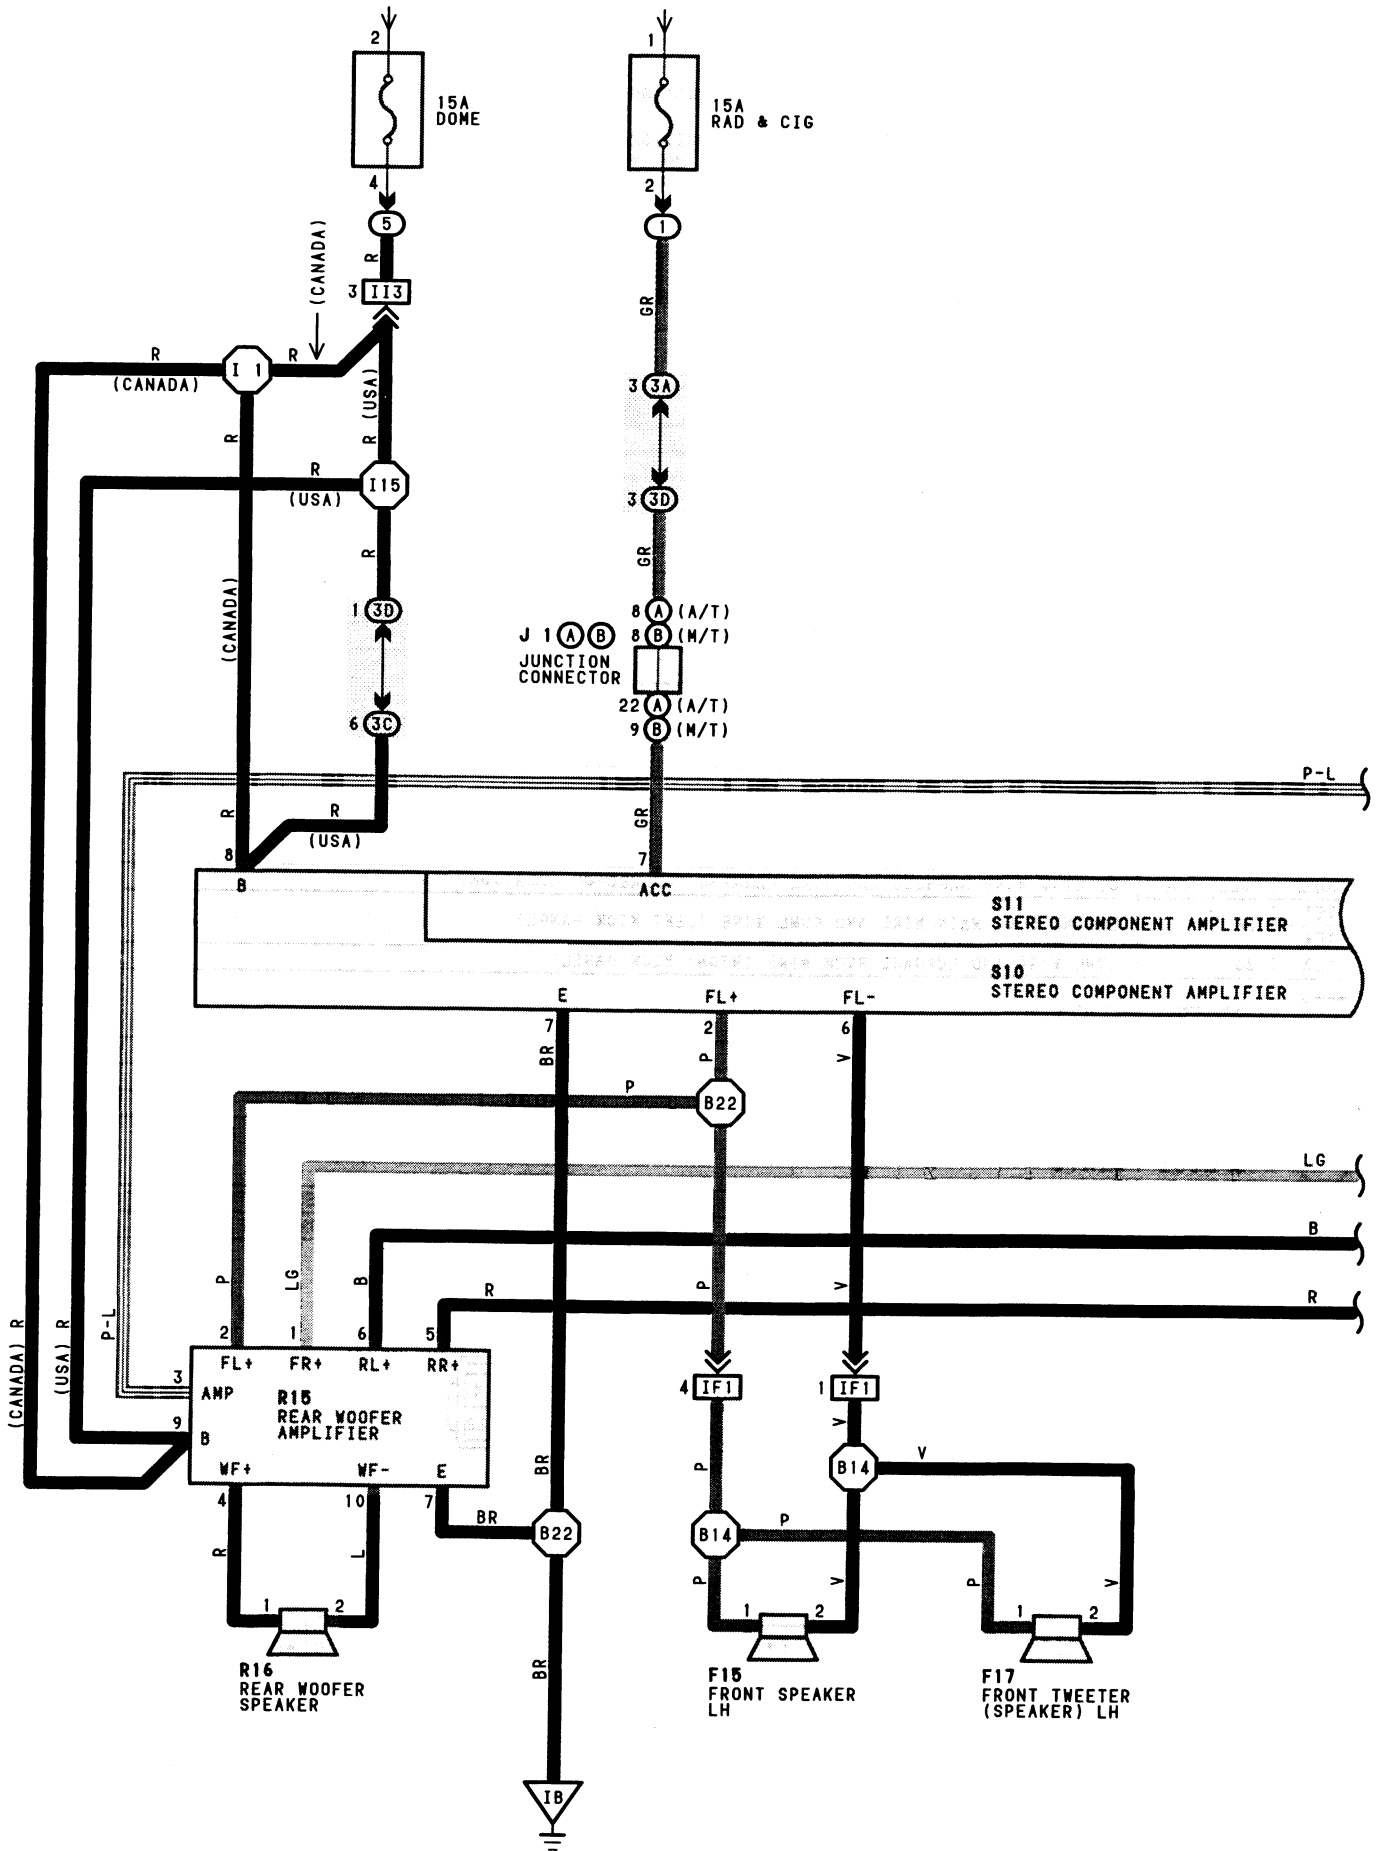 2
1
15A
DOME
15A
RAD & CIG
4
2
5
1
(CANADA)
R
3 II3
GR
R
(CANADA)
I 1
R
(USA)
R
3 3A
R
R
(USA)
I15
3 3D
R
GR
(CANADA)
1 3D
8 A (A/T)
J 1 A B
8 B (M/T)
JUNCTION
CONNECTOR
22 A (A/T)
6 3C
9 B (M/T)
P-L
R
R
(USA)
GR
8
7
B
ACC
S11
STEREO COMPONENT AMPLIFIER
S10
STEREO COMPONENT AMPLIFIER
E
FL+
FL-
7
2
6
BR
P
V
P
B22
LG
B
P
LG
B
R
P
V
R
(CANADA) R
(USA) R
P-L
2
1
6
5
FL+
FR+
RL+
RR+
3
AMP
R15
REAR WOOFER
AMPLIFIER
4 IF1
1 IF1
9
B
V
WF+
WF-
E
BR
P
B14
V
4
10
7
BR
B22
B14
P
R
L
P
V
P
V
1
2
1
2
1
2
R16
REAR WOOFER
SPEAKER
BR
F15
FRONT SPEAKER
LH
F17
FRONT TWEETER
(SPEAKER) LH
IB